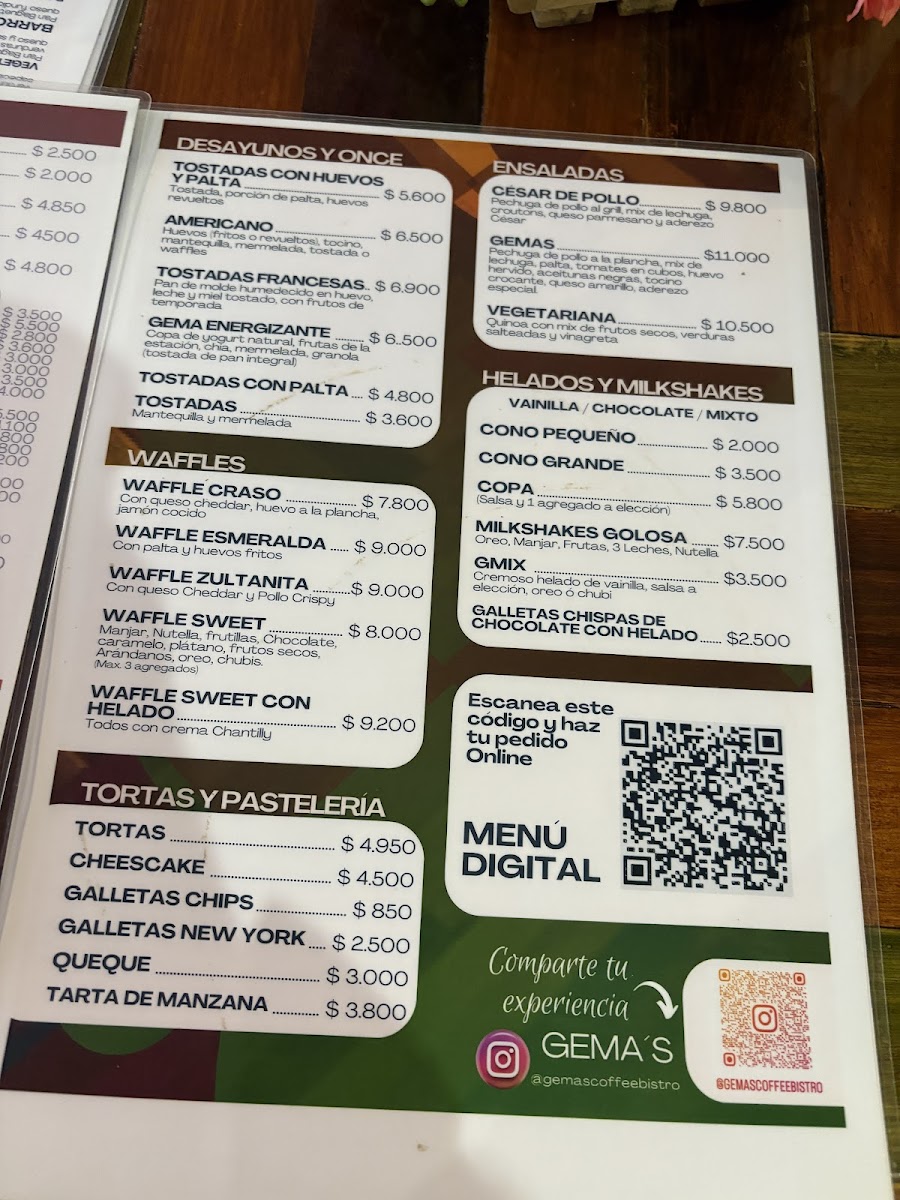 BARRO
$ 2.500
$ 2.000
$ 4.850
$ 4500
$ 4.800
$ 3.500
DESAYUNOS Y ONCE
TOSTADAS CON HUEVOS
Y PALTA $ 5.600
Tostada, porción de palta, huevos
revueltos
AMERICANO $ 6.500
Huevos (fritos o revueltos), tocino,
mantequilla, mermelada, tostada o
waffles
TOSTADAS FRANCESAS.. $ 6.900
Pan de molde humedecido en huevo,
leche y miel tostado, con frutos de
temporada
GEMA ENERGIZANTE $ 6.500
Copa de yogurt natural, frutas de la
estación, chía, mermelada, granola
(tostada de pan integral)
TOSTADAS CON PALTA ... $ 4.800
TOSTADAS $ 3.600
Mantequilla y mermelada
WAFFLES
WAFFLE CRASO $ 7.800
Con queso cheddar, huevo a la plancha,
jamón cocido
WAFFLE ESMERALDA ..... $ 9.000
Con palta y huevos fritos
WAFFLE ZULTANITA $ 9.000
Con queso Cheddar y Pollo Crispy
WAFFLE SWEET $ 8.000
Manjar, Nutella, frutillas, Chocolate,
caramelo, plátano, frutos secos,
Arandanos, oreo, chubis.
(Max. 3 agregados)
WAFFLE SWEET CON
HELADO $ 9.200
Todos con crema Chantilly
TORTAS Y PASTELERÍA
TORTAS $ 4.950
CHEESCAKE $ 4.500
GALLETAS CHIPS $ 850
GALLETAS NEW YORK .... $ 2.500
QUEQUE $ 3.000
TARTA DE MANZANA $ 3.800
ENSALADAS
CÉSAR DE POLLO $ 9.800
Pechuga de pollo al grill, mix de lechuga,
croutons, queso parmesano y aderezo
César
GEMAS $11.000
Pechuga de pollo a la plancha, mix de
lechuga, palta, tomates en cubos, huevo
hervido, aceitunas negras, tocino
crocante, queso amarillo, aderezo
especial.
VEGETARIANA $ 10.500
Quinoa con mix de frutos secos, verduras
salteadas y vinagreta
HELADOS Y MILKSHAKES
VAINILLA / CHOCOLATE / MIXTO
CONO PEQUEÑO $ 2.000
CONO GRANDE $ 3.500
COPA $ 5.800
(Salsa y 1 agregado a elección)
MILKSHAKES GOLOSA $7.500
Oreo, Manjar, Frutas, 3 Leches, Nutella
GMIX $3.500
Cremoso helado de vainilla, salsa a
elección, oreo ó chubi
GALLETAS CHISPAS DE
CHOCOLATE CON HELADO $2.500
Escanea este
código y haz
tu pedido
Online
MENÚ
DIGITAL
Comparte tu
experiencia
GEMA´S
@gemascoffeebistro
@GEMASCOFFEEBISTRO